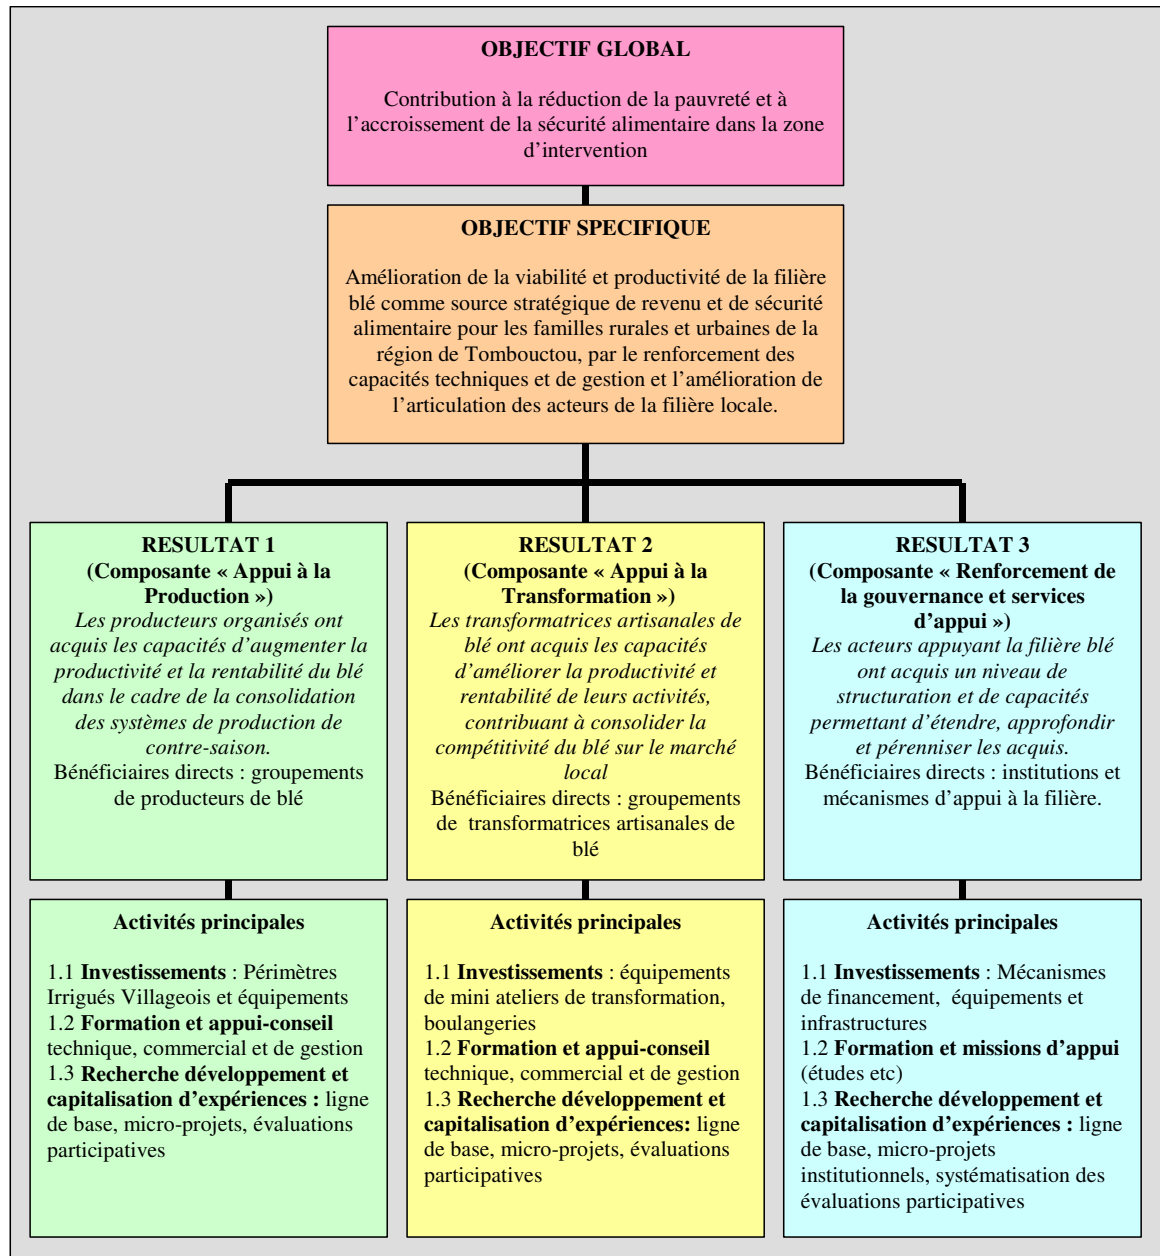 OBJECTIF GLOBAL
Contribution à la réduction de la pauvreté et à
l'accroissement de la sécurité alimentaire dans la zone
d'intervention
OBJECTIF SPECIFIQUE
Amélioration de la viabilité et productivité de la filière
blé comme source stratégique de revenu et de sécurité
alimentaire pour les familles rurales et urbaines de la
région de Tombouctou, par le renforcement des
capacités techniques et de gestion et l'amélioration de
l'articulation des acteurs de la filière locale.
RESULTAT 1
(Composante « Appui à la
Production »)
Les producteurs organisés ont
acquis les capacités d'augmenter la
productivité et la rentabilité du blé
dans le cadre de la consolidation
des systèmes de production de
contre-saison.
Bénéficiaires directs : groupements
de producteurs de blé
RESULTAT 2
(Composante « Appui à la
Transformation »)
Les transformatrices artisanales de
blé ont acquis les capacités
d'améliorer la productivité et
rentabilité de leurs activités,
contribuant à consolider la
compétitivité du blé sur le marché
local
Bénéficiaires directs : groupements
de transformatrices artisanales de
blé
RESULTAT 3
(Composante « Renforcement de
la gouvernance et services
d'appui »)
Les acteurs appuyant la filière blé
ont acquis un niveau de
structuration et de capacités
permettant d'étendre, approfondir
et pérenniser les acquis.
Bénéficiaires directs : institutions et
mécanismes d'appui à la filière.
Activités principales
1.1 Investissements : Périmètres
Irrigués Villageois et équipements
1.2 Formation et appui-conseil
technique, commercial et de gestion
1.3 Recherche développement et
capitalisation d'expériences : ligne
de base, micro-projets, évaluations
participatives
Activités principales
1.1 Investissements : équipements
de mini ateliers de transformation,
boulangeries
1.2 Formation et appui-conseil
technique, commercial et de gestion
1.3 Recherche développement et
capitalisation d'expériences: ligne
de base, micro-projets, évaluations
participatives
Activités principales
1.1 Investissements : Mécanismes
de financement, équipements et
infrastructures
1.2 Formation et missions d'appui
(études etc)
1.3 Recherche développement et
capitalisation d'expériences : ligne
de base, micro-projets
institutionnels, systématisation des
évaluations participatives